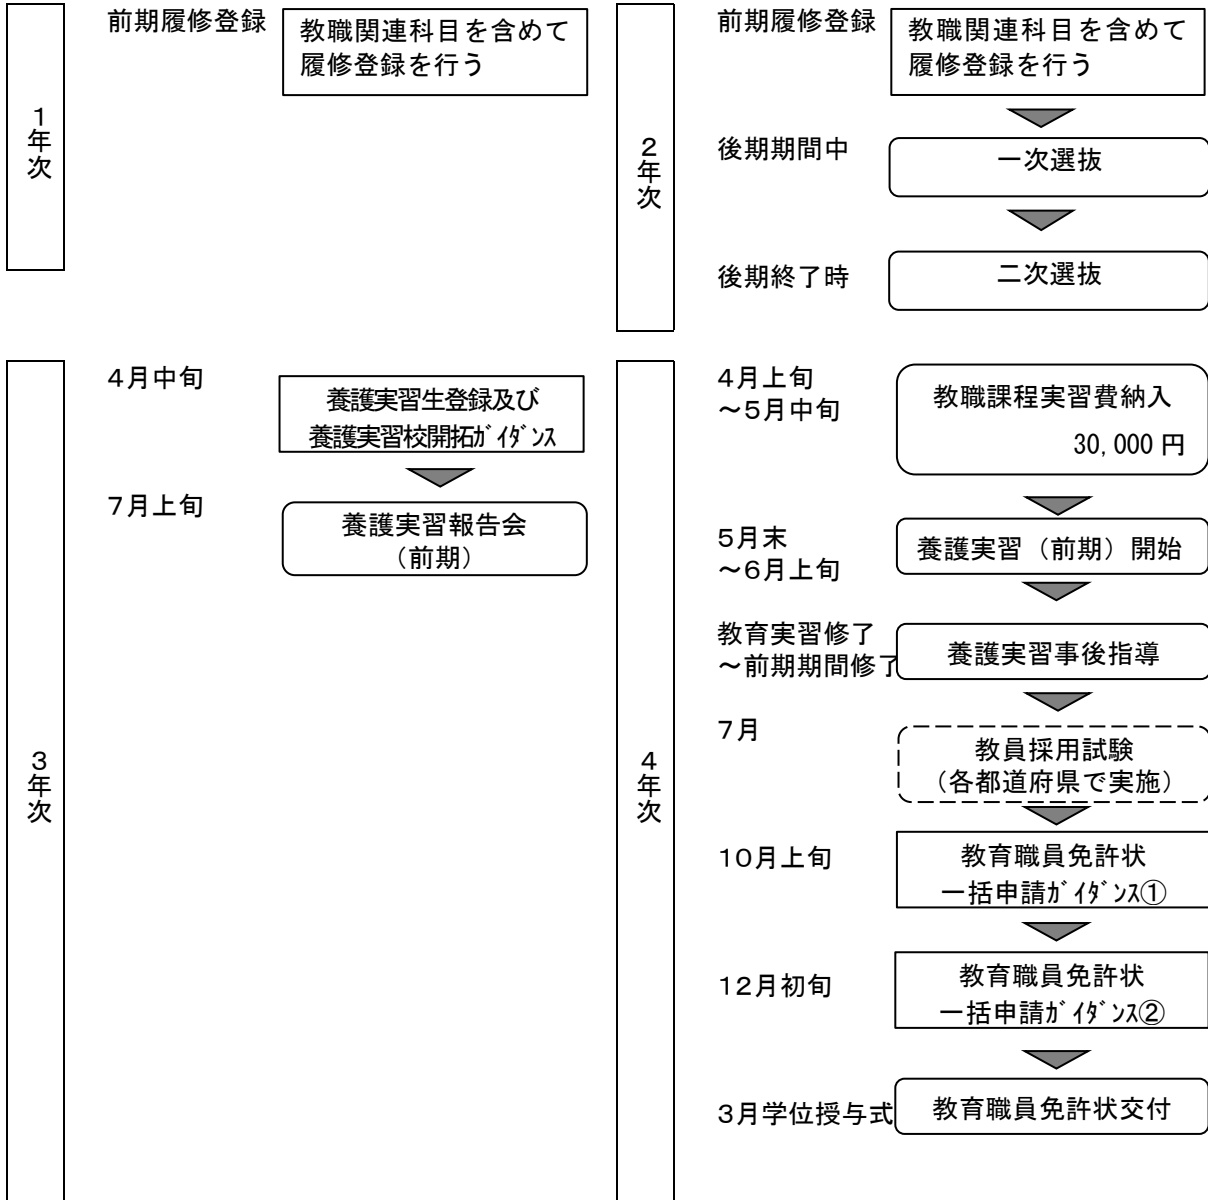 1年次
前期履修登録
教職関連科目を含めて
履修登録を行う
2年次
前期履修登録
教職関連科目を含めて
履修登録を行う
後期期間中
一次選抜
後期終了時
二次選抜
3年次
4月中旬
養護実習生登録及び
養護実習校開拓ｶﾞｲﾀﾞﾝｽ
7月上旬
養護実習報告会
（前期）
4年次
4月上旬
～5月中旬
教職課程実習費納入
30,000 円
5月末
～6月上旬
養護実習（前期）開始
教育実習修了
～前期期間修了
養護実習事後指導
7月
教員採用試験
（各都道府県で実施）
10月上旬
教育職員免許状
一括申請ｶﾞｲﾀﾞﾝｽ①
12月初旬
教育職員免許状
一括申請ｶﾞｲﾀﾞﾝｽ②
3月学位授与式
教育職員免許状交付